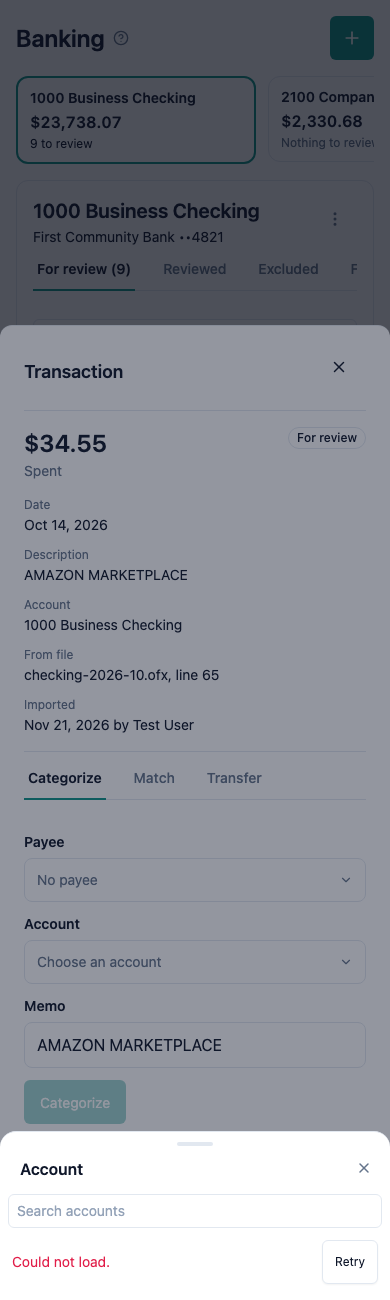 Banking
1000 Business Checking
$23,738.07
9 to review
2100 Compan
$2,330.68
Nothing to review
1000 Business Checking
First Community Bank ••4821
For review (9)
Reviewed
Excluded
F
Transaction
$34.55
For review
Spent
Date
Oct 14, 2026
Description
AMAZON MARKETPLACE
Account
1000 Business Checking
From file
checking-2026-10.ofx, line 65
Imported
Nov 21, 2026 by Test User
Categorize
Match
Transfer
Payee
No payee
Account
Choose an account
Memo
AMAZON MARKETPLACE
Categorize
Account
Search accounts
Could not load.
Retry